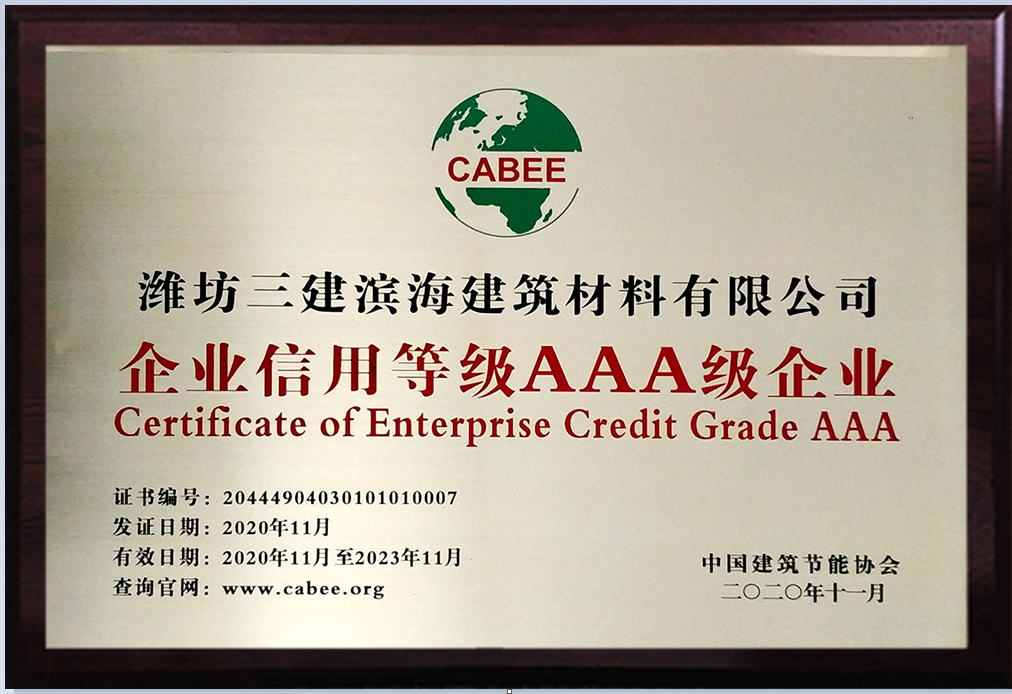 CABEE
潍坊三建滨海建筑材料有限公司
企业信用等级AAA级企业
Certificate of Enterprise Credit Grade AAA
证书编号：20444904030101010007
发证日期：2020年11月
有效日期：2020年11月至2023年11月
查询官网：www.cabee.org
中国建筑节能协会
二〇二〇年十一月